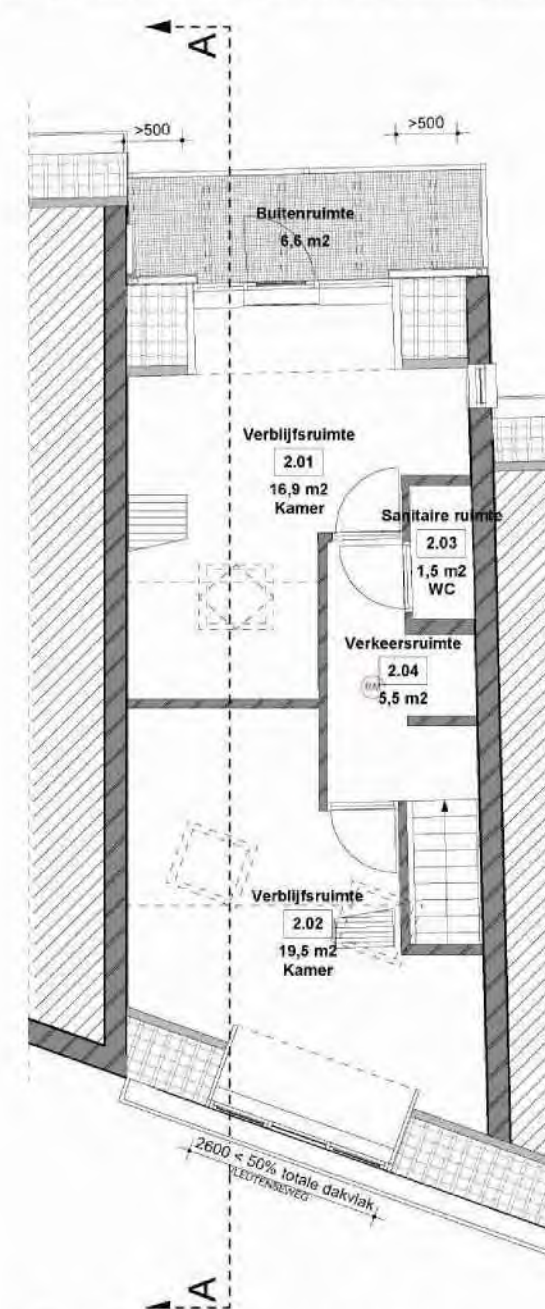 A
>500
>500
Buitenruimte
6,6 m2
Verblijfsruimte
2.01
16,9 m2
Kamer
Sanitaire ruimte
2.03
1,5 m2
WC
Verkeersruimte
2.04
RM
5,5 m2
Verblijfsruimte
2.02
19,5 m2
Kamer
2600 < 50% totale dakvlak
VLEUTENSEWEG
A